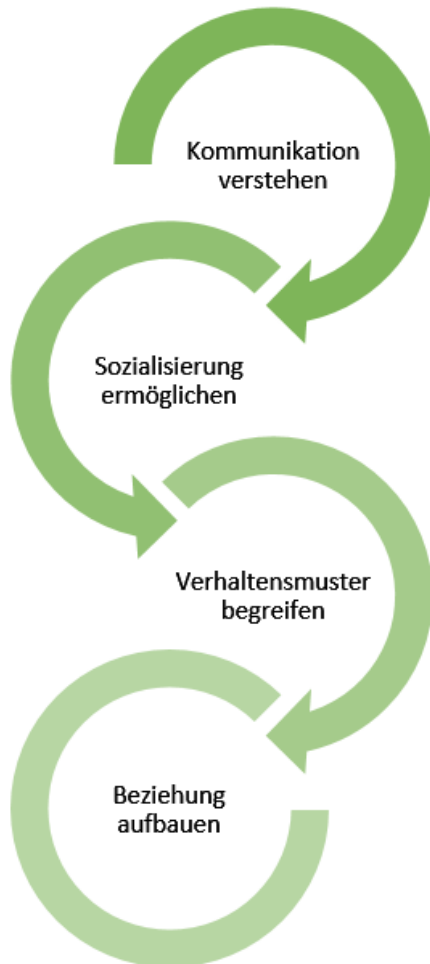 Kommunikation
verstehen
Sozialisierung
ermöglichen
Verhaltensmuster
begreifen
Beziehung
aufbauen